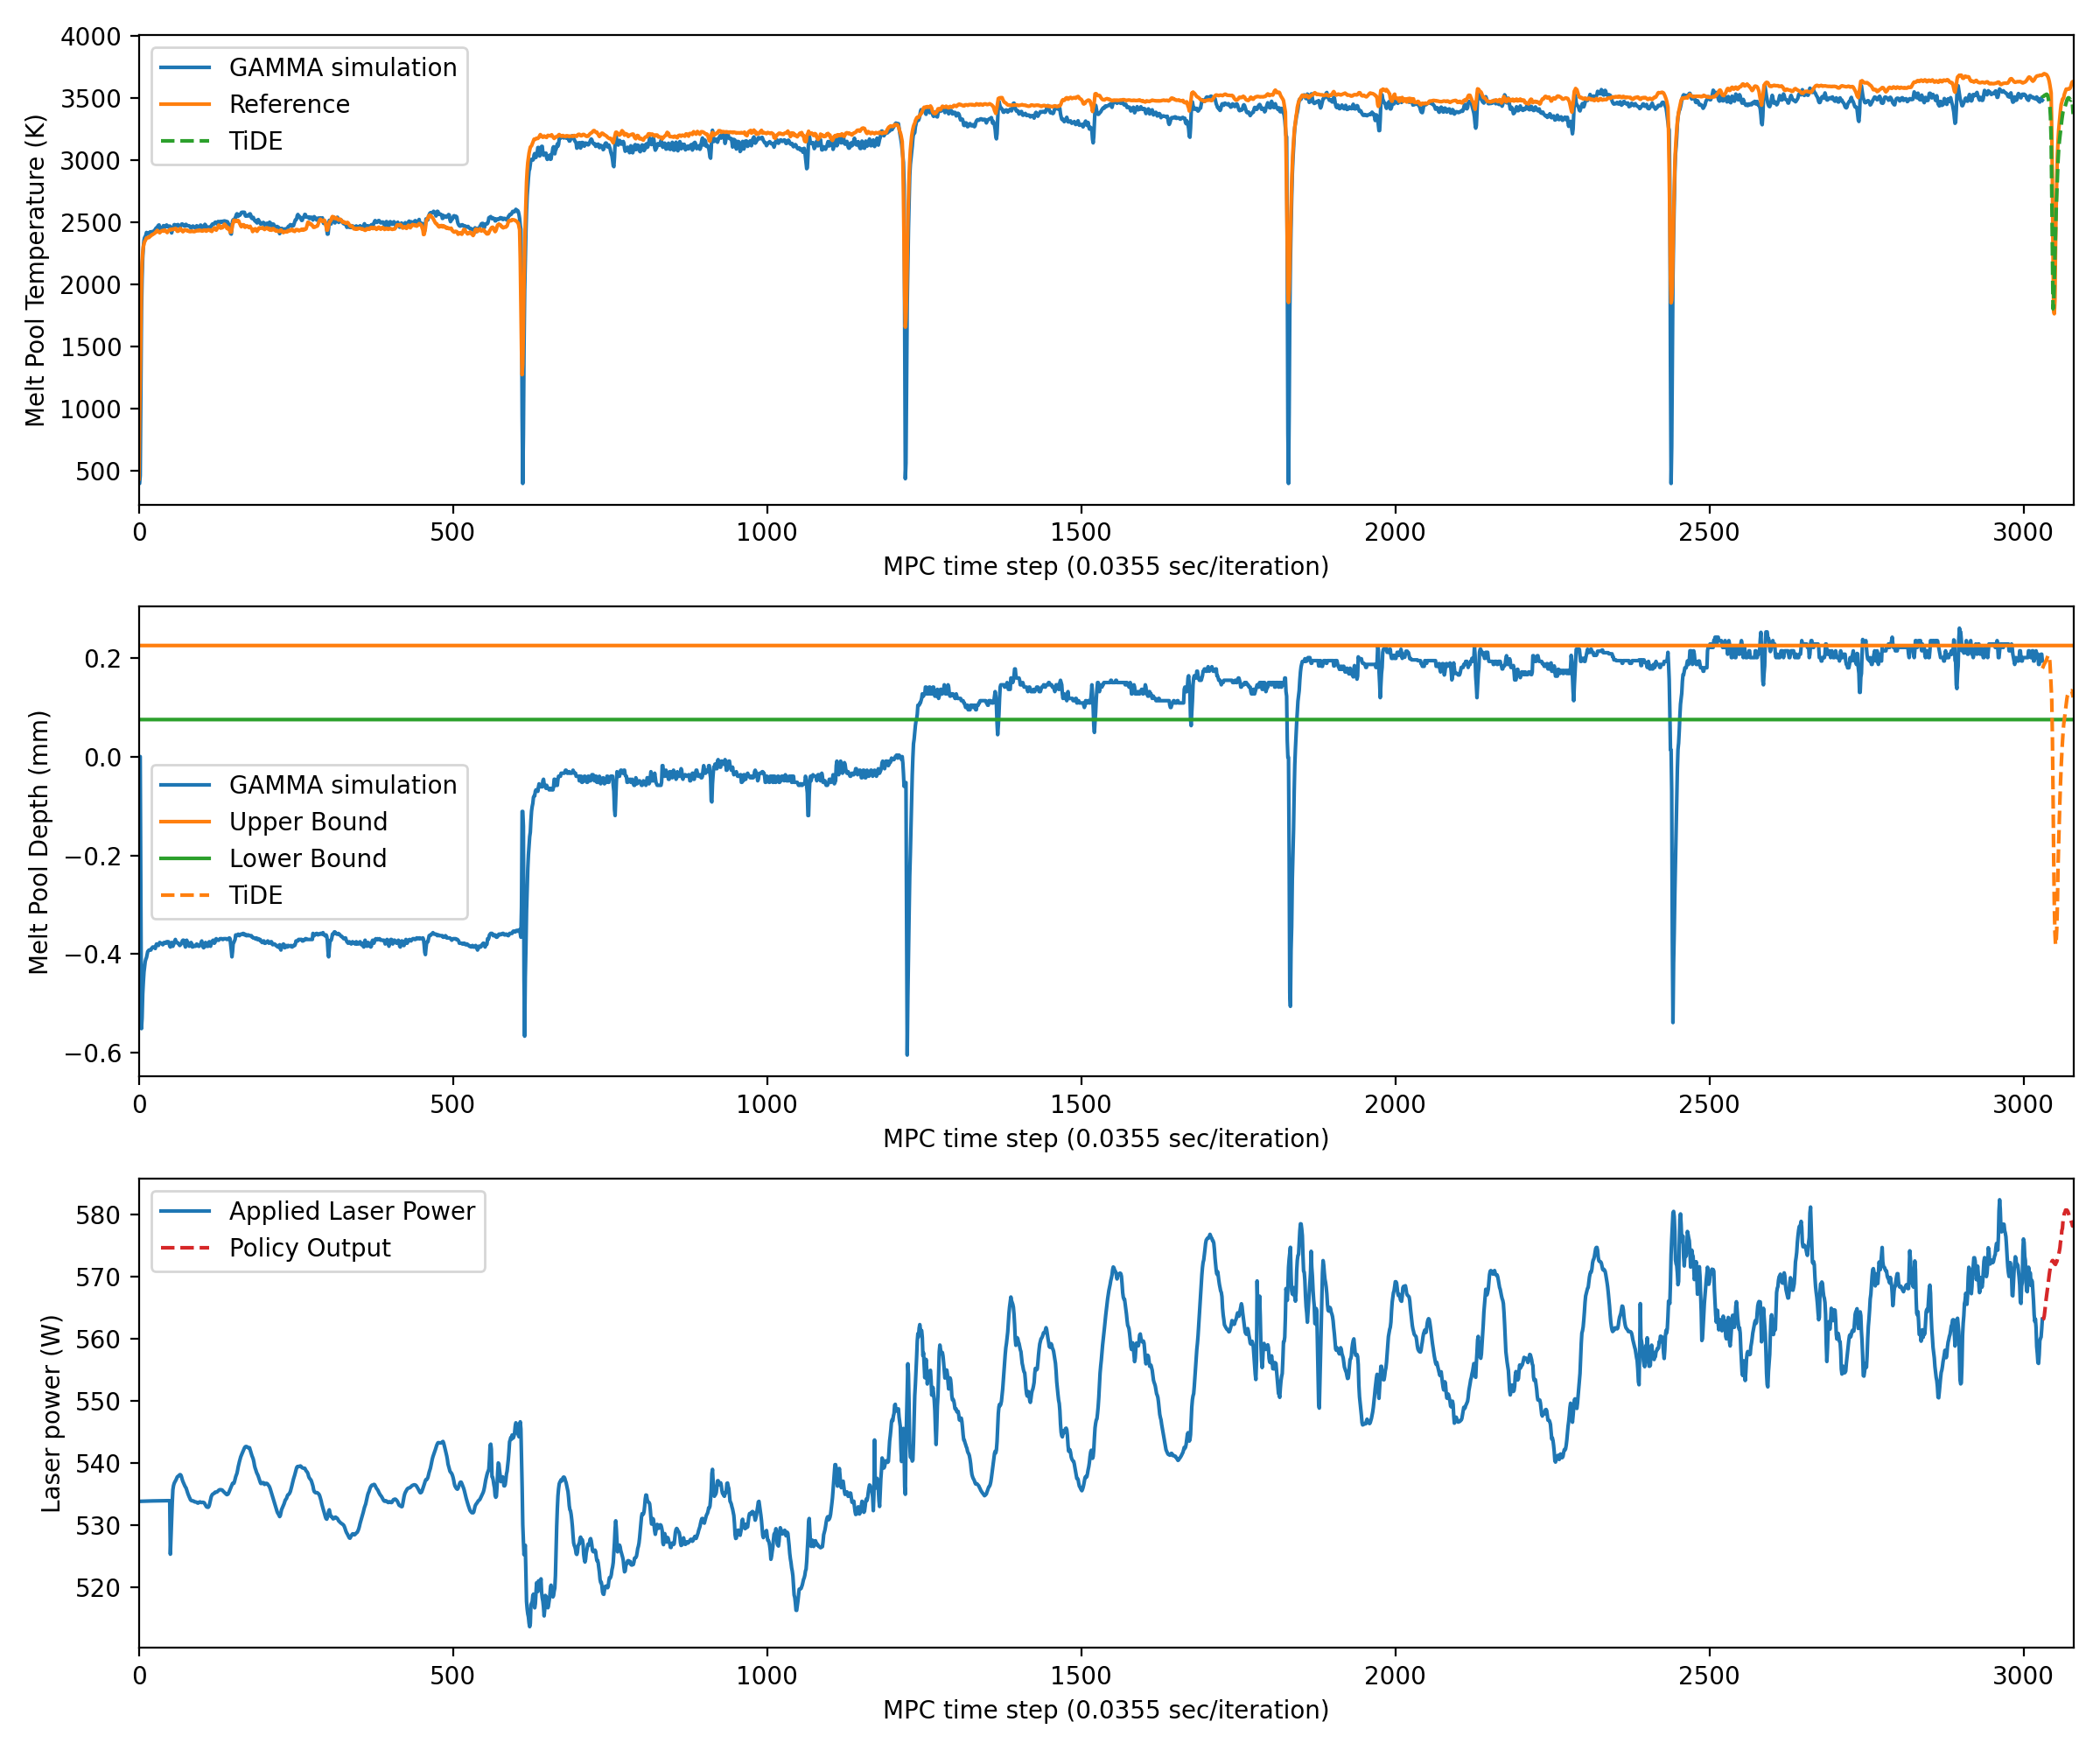 4000
3500
3000
2500
2000
1500
1000
500
Melt Pool Temperature (K)
GAMMA simulation
Reference
TiDE
0 500 1000 1500 2000 2500 3000
MPC time step (0.0355 sec/iteration)
0.2
0.0
−0.2
−0.4
−0.6
Melt Pool Depth (mm)
GAMMA simulation
Upper Bound
Lower Bound
TiDE
0 500 1000 1500 2000 2500 3000
MPC time step (0.0355 sec/iteration)
580
570
560
550
540
530
520
Laser power (W)
Applied Laser Power
Policy Output
0 500 1000 1500 2000 2500 3000
MPC time step (0.0355 sec/iteration)